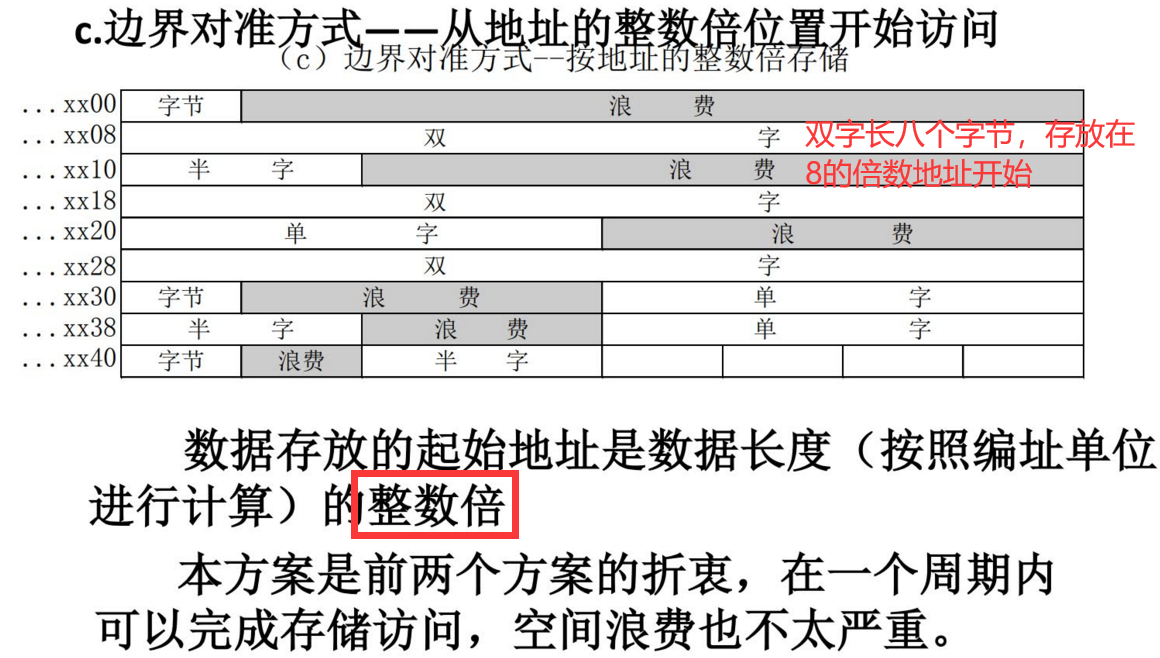 c.边界对准方式——从地址的整数倍位置开始访问
（c）边界对准方式--按地址的整数倍存储
...xx00 字节 浪 费
...xx08 双 字 双字长八个字节，存放在
...xx10 半 字 浪 费 8的倍数地址开始
...xx18 双 字
...xx20 单 字 浪 费
...xx28 双 字
...xx30 字节 浪 费 单 字
...xx38 半 字 浪 费 单 字
...xx40 字节 浪费 半 字
数据存放的起始地址是数据长度（按照编址单位
进行计算）的整数倍
本方案是前两个方案的折衷，在一个周期内
可以完成存储访问，空间浪费也不太严重。